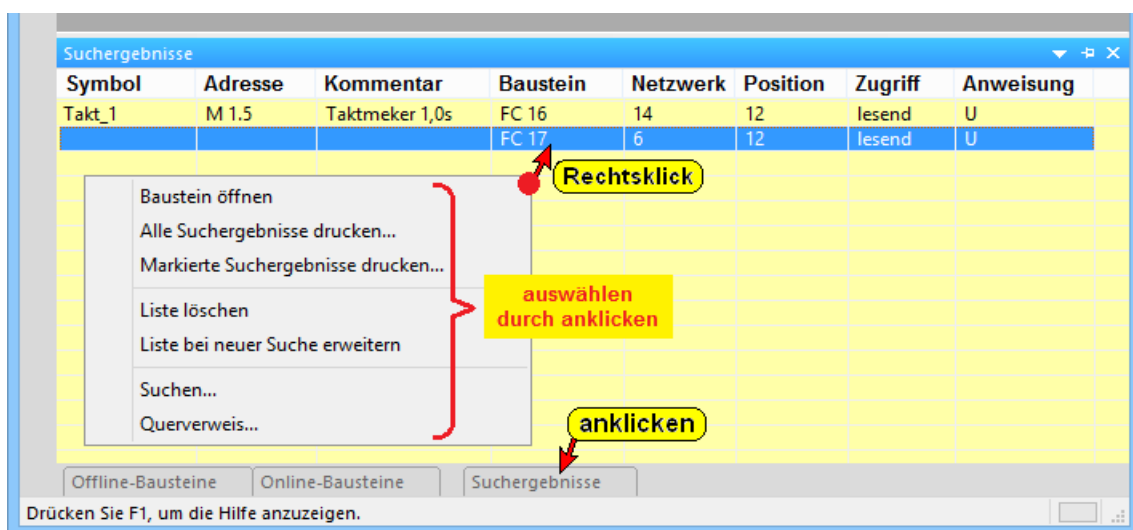 Suchergebnisse
Symbol Adresse Kommentar Baustein Netzwerk Position Zugriff Anweisung
Takt_1 M 1.5 Taktmeker 1,0s FC 16 14 12 lesend U
FC 17 6 12 lesend U
Rechtsklick
Baustein öffnen
Alle Suchergebnisse drucken...
Markierte Suchergebnisse drucken...
Liste löschen
Liste bei neuer Suche erweitern
Suchen...
Querverweis...
auswählen
durch anklicken
anklicken
Offline-Bausteine Online-Bausteine Suchergebnisse
Drücken Sie F1, um die Hilfe anzuzeigen.